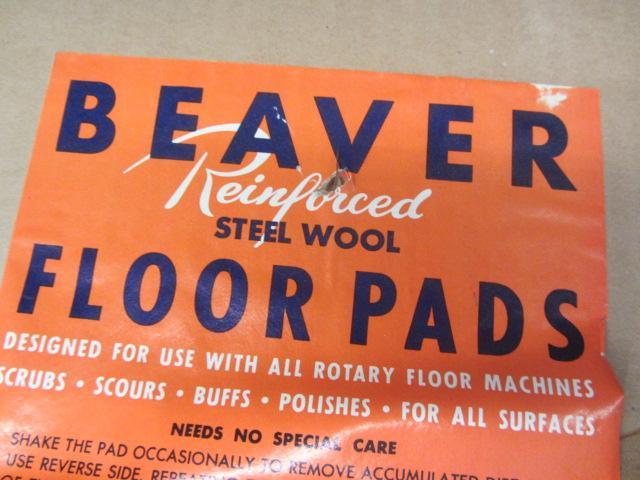 BEAVER
Reinforced
STEEL WOOL
FLOOR PADS
DESIGNED FOR USE WITH ALL ROTARY FLOOR MACHINES
SCRUBS • SCOURS • BUFFS • POLISHES • FOR ALL SURFACES
NEEDS NO SPECIAL CARE
SHAKE THE PAD OCCASIONALLY TO REMOVE ACCUMULATED
USE REVERSE SIDE,